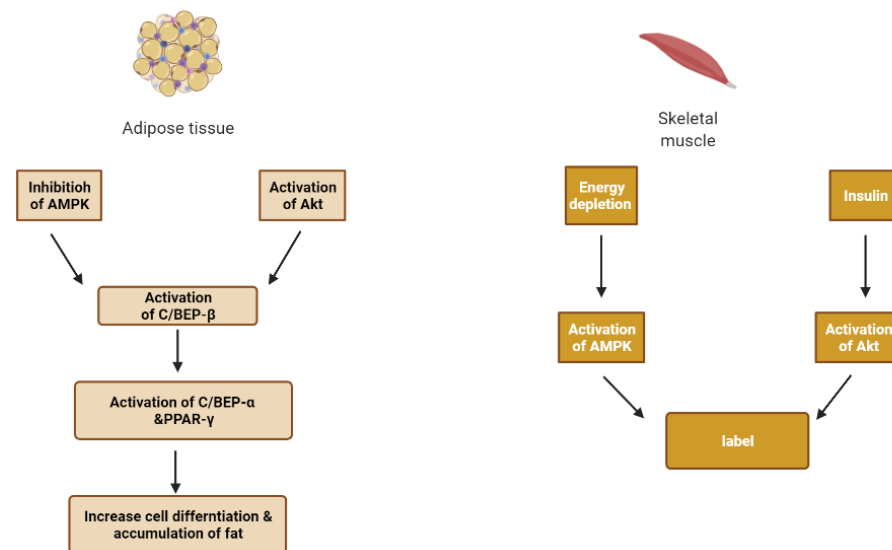 Adipose tissue
Skeletal
muscle
Inhibitioh
of AMPK
Activation
of Akt
Energy
depletion
Insulin
Activation
of C/BEP-β
Activation
of AMPK
Activation
of Akt
Activation of C/BEP-α
&PPAR-γ
label
Increase cell differntiation &
accumulation of fat